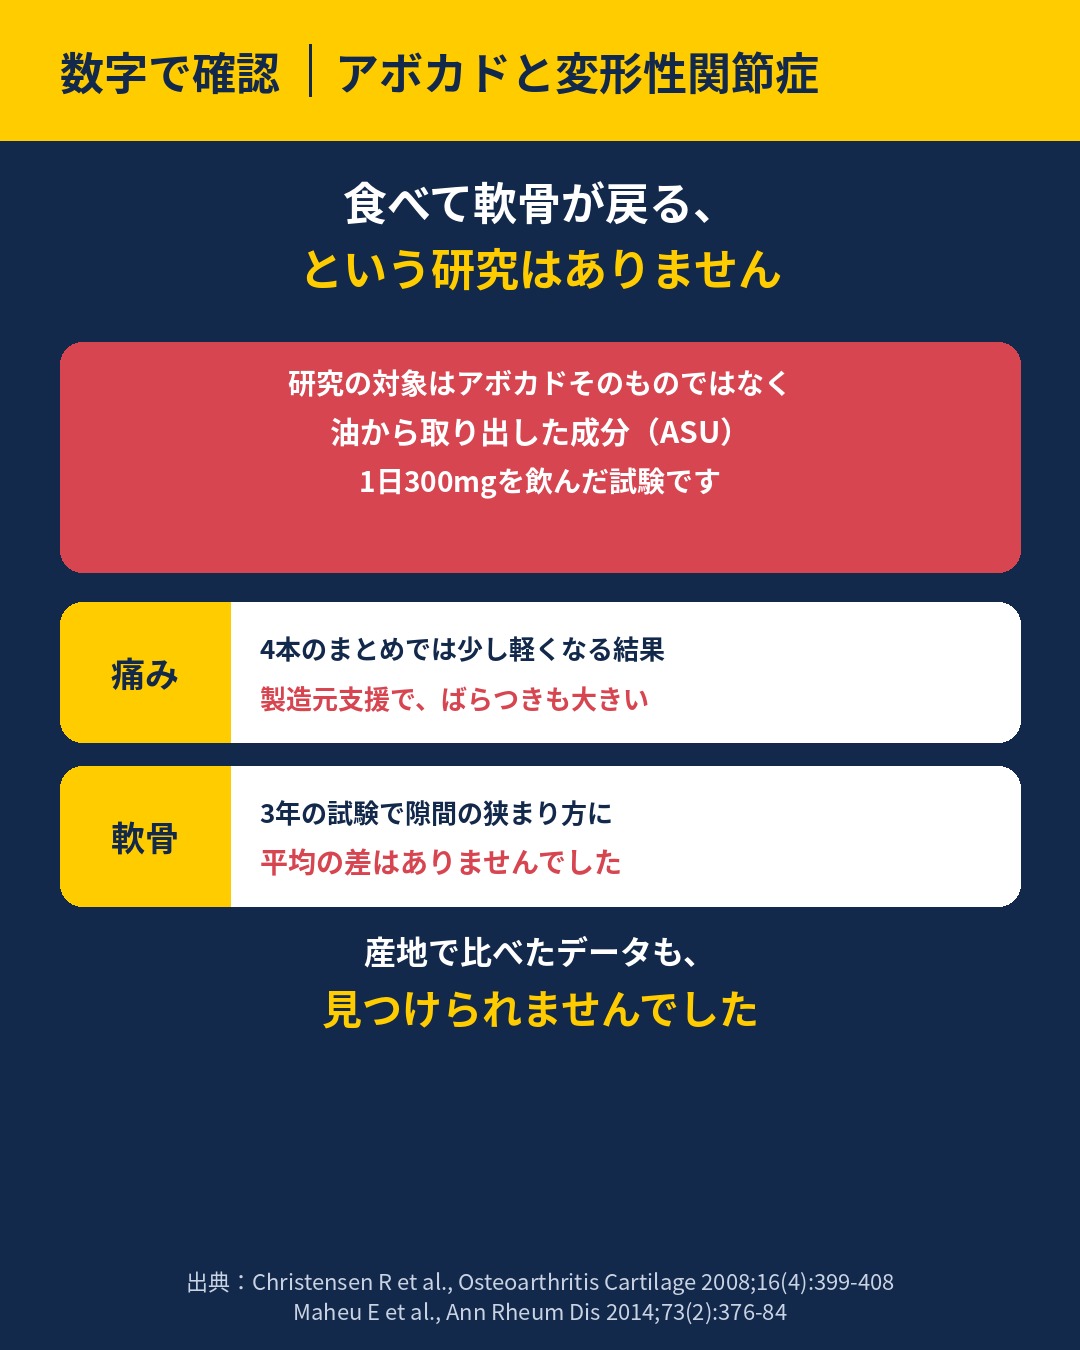 数字で確認｜アボカドと変形性関節症
食べて軟骨が戻る、
という研究はありません
研究の対象はアボカドそのものではなく
油から取り出した成分（ASU）
1日300mgを飲んだ試験です
痛み
4本のまとめでは少し軽くなる結果
製造元支援で、ばらつきも大きい
軟骨
3年の試験で隙間の狭まり方に
平均の差はありませんでした
産地で比べたデータも、
見つけられませんでした
出典：Christensen R et al., Osteoarthritis Cartilage 2008;16(4):399-408
Maheu E et al., Ann Rheum Dis 2014;73(2):376-84